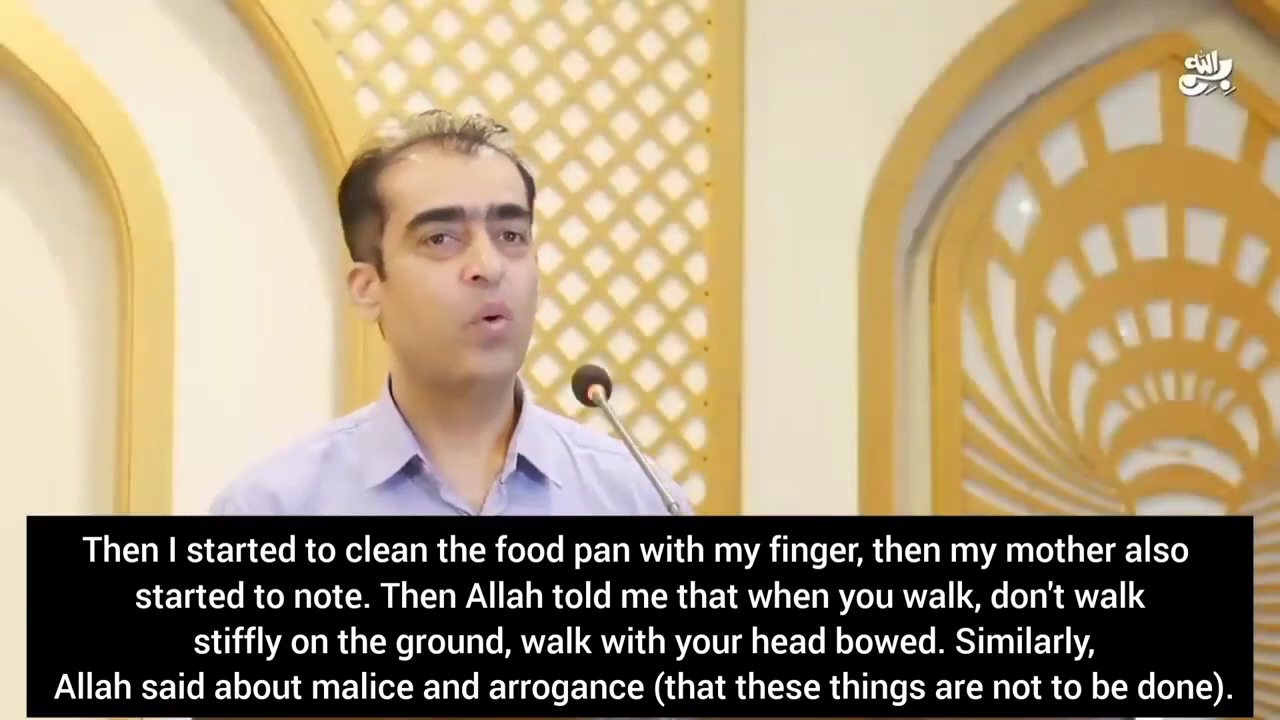 بسم الله
Then I started to clean the food pan with my finger, then my mother also
started to note. Then Allah told me that when you walk, don't walk
stiffly on the ground, walk with your head bowed. Similarly,
Allah said about malice and arrogance (that these things are not to be done).